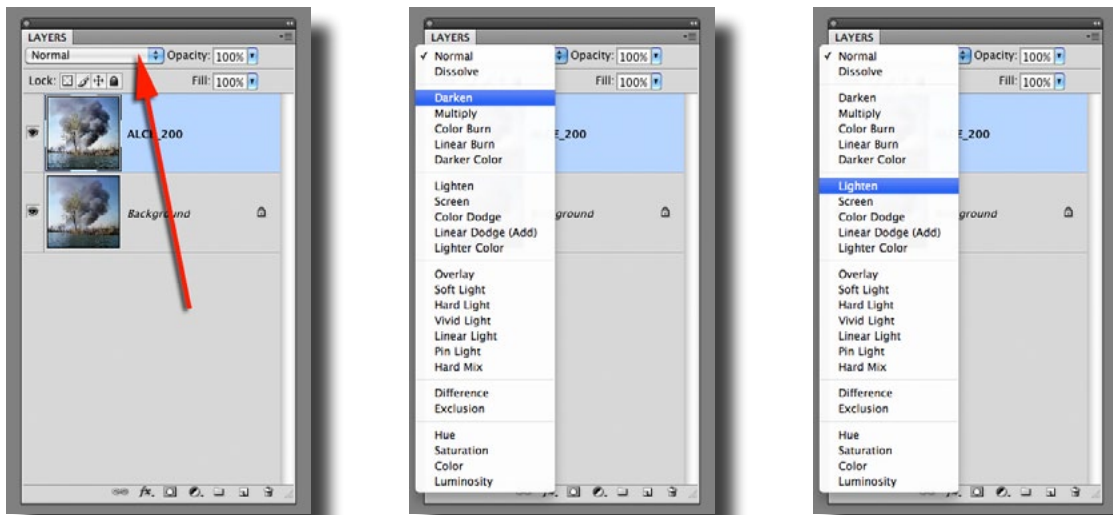 LAYERS
Normal Opacity: 100%
Lock: Fill: 100%
ALCE_200
Background
fx.
LAYERS
✓ Normal Opacity: 100%
Dissolve
Fill: 100%
Darken
Multiply
Color Burn
E_200
Linear Burn
Darker Color
Lighten
Screen
Color Dodge ground
Linear Dodge (Add)
Lighter Color
Overlay
Soft Light
Hard Light
Vivid Light
Linear Light
Pin Light
Hard Mix
Difference
Exclusion
Hue
Saturation
Color
Luminosity
LAYERS
✓ Normal Opacity: 100%
Dissolve
Fill: 100%
Darken
Multiply
Color Burn
E_200
Linear Burn
Darker Color
Lighten
Screen
Color Dodge ground
Linear Dodge (Add)
Lighter Color
Overlay
Soft Light
Hard Light
Vivid Light
Linear Light
Pin Light
Hard Mix
Difference
Exclusion
Hue
Saturation
Color
Luminosity